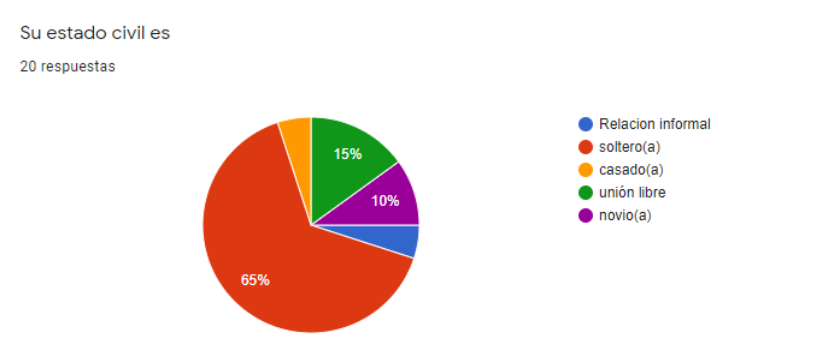 Su estado civil es
20 respuestas
15%
10%
65%
Relacion informal
soltero(a)
casado(a)
unión libre
novio(a)